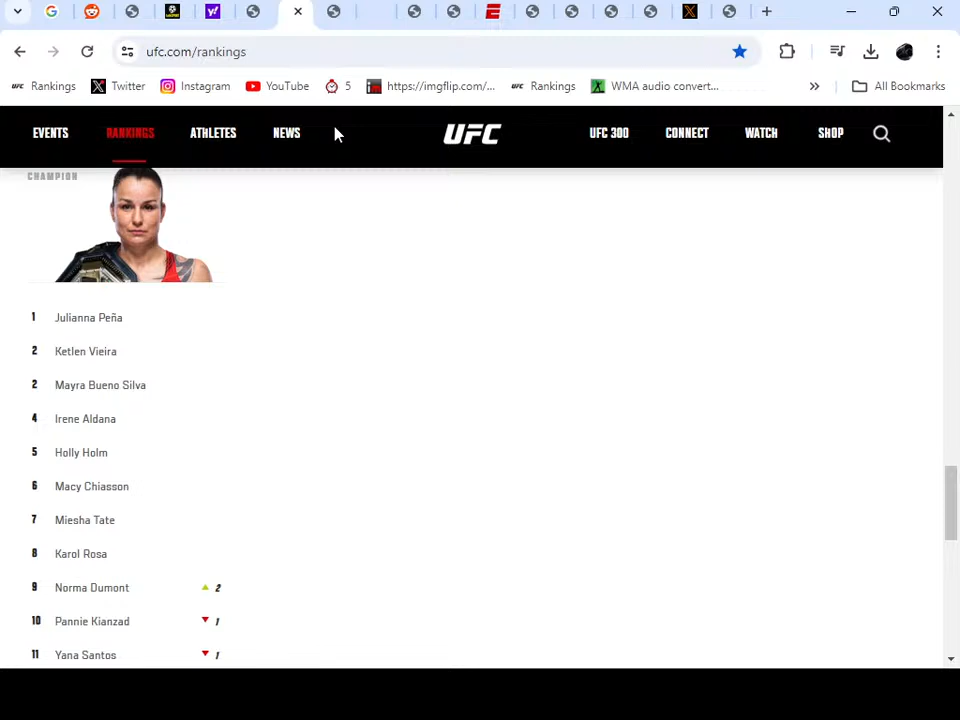 ufc.com/rankings
UFC Rankings Twitter Instagram YouTube 5 https://imgflip.com/... UFC Rankings WMA audio convert... » All Bookmarks
EVENTS RANKINGS ATHLETES NEWS UFC UFC 300 CONNECT WATCH SHOP
CHAMPION
1 Julianna Peña
2 Ketlen Vieira
2 Mayra Bueno Silva
4 Irene Aldana
5 Holly Holm
6 Macy Chiasson
7 Miesha Tate
8 Karol Rosa
9 Norma Dumont 2
10 Pannie Kianzad 1
11 Yana Santos 1